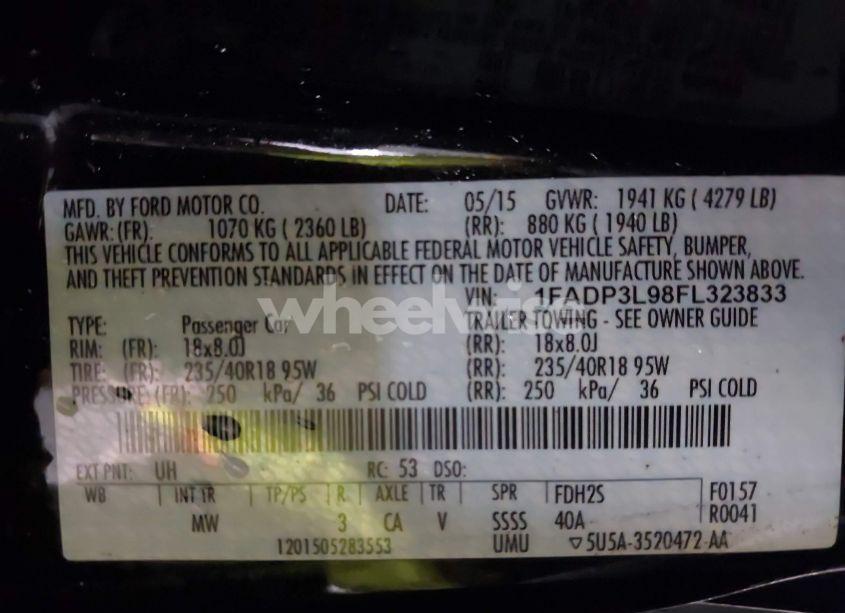 MFD. BY FORD MOTOR CO. DATE: 05/15 GVWR: 1941 KG ( 4279 LB)
GAWR: (FR): 1070 KG ( 2360 LB) (RR): 880 KG ( 1940 LB)
THIS VEHICLE CONFORMS TO ALL APPLICABLE FEDERAL MOTOR VEHICLE SAFETY, BUMPER,
AND THEFT PREVENTION STANDARDS IN EFFECT ON THE DATE OF MANUFACTURE SHOWN ABOVE.
VIN: 1FADP3L98FL323833
wheelvisor
TYPE: Passenger Car TRAILER TOWING - SEE OWNER GUIDE
RIM: (FR): 18x8.0J (RR): 18x8.0J
TIRE: (FR): 235/40R18 95W (RR): 235/40R18 95W
PRESSURE: (FR): 250 kPa/ 36 PSI COLD (RR): 250 kPa/ 36 PSI COLD
EXT PNT: UH RC: 53 DSO:
WB INT TR TP/PS R AXLE TR SPR FDH2S F0157
MW 3 CA V SSSS 40A R0041
1201505283553 UMU ▽5U5A-3520472-AA